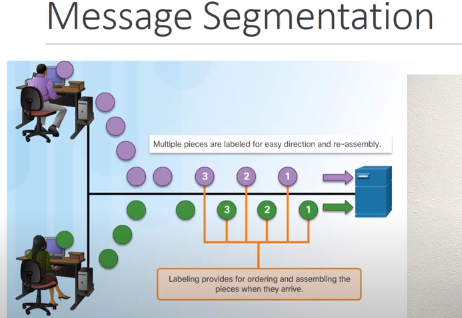 Message Segmentation
Multiple pieces are labeled for easy direction and re-assembly.
3 2 1
3 2 1
Labeling provides for ordering and assembling the
pieces when they arrive.